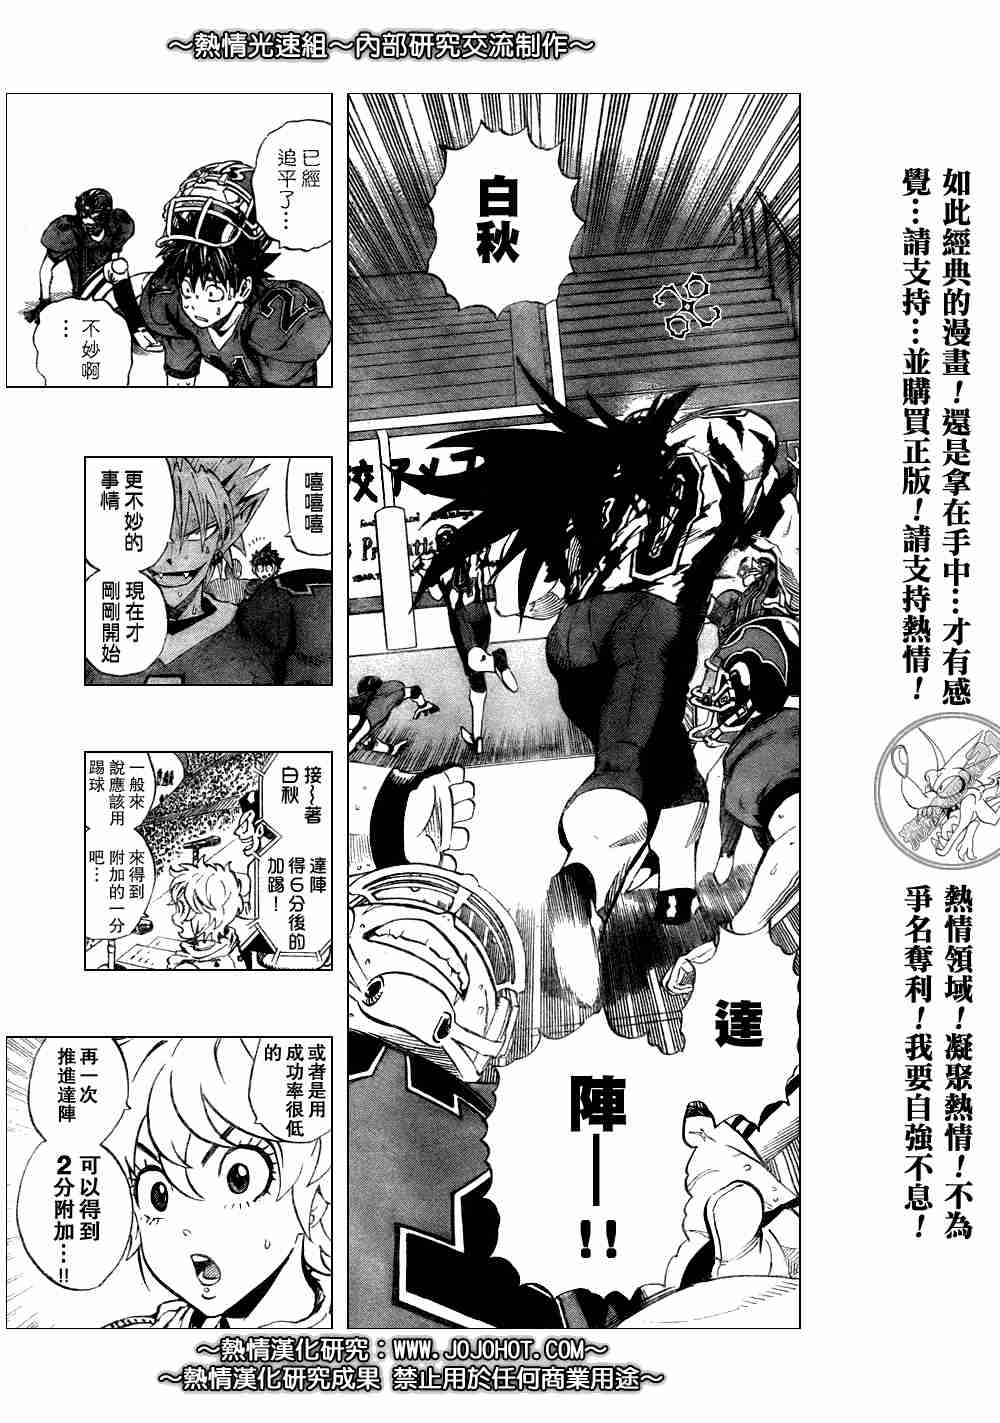 ～熱情光速組～內部研究交流制作～
白秋
達
陣
——!!
校アメフ
已經
追平了…
不妙啊
…
嘻嘻嘻
更不妙的
事情
現在才
剛剛開始
接～著
白秋
達陣
得6分後的
加踢！
一般來
說應該用
踢球
來得到
附加的一分
吧…
或者是用
成功率很低
的
再一次
推進達陣
可以得到
2分附加…!!
如此經典的漫畫！還是拿在手中…才有感
覺…請支持…並購買正版！請支持熱情！
熱情領域！凝聚熱情！不為
爭名奪利！我要自強不息！
～熱情漢化研究：WWW.JOJOHOT.COM～
～熱情漢化研究成果 禁止用於任何商業用途～